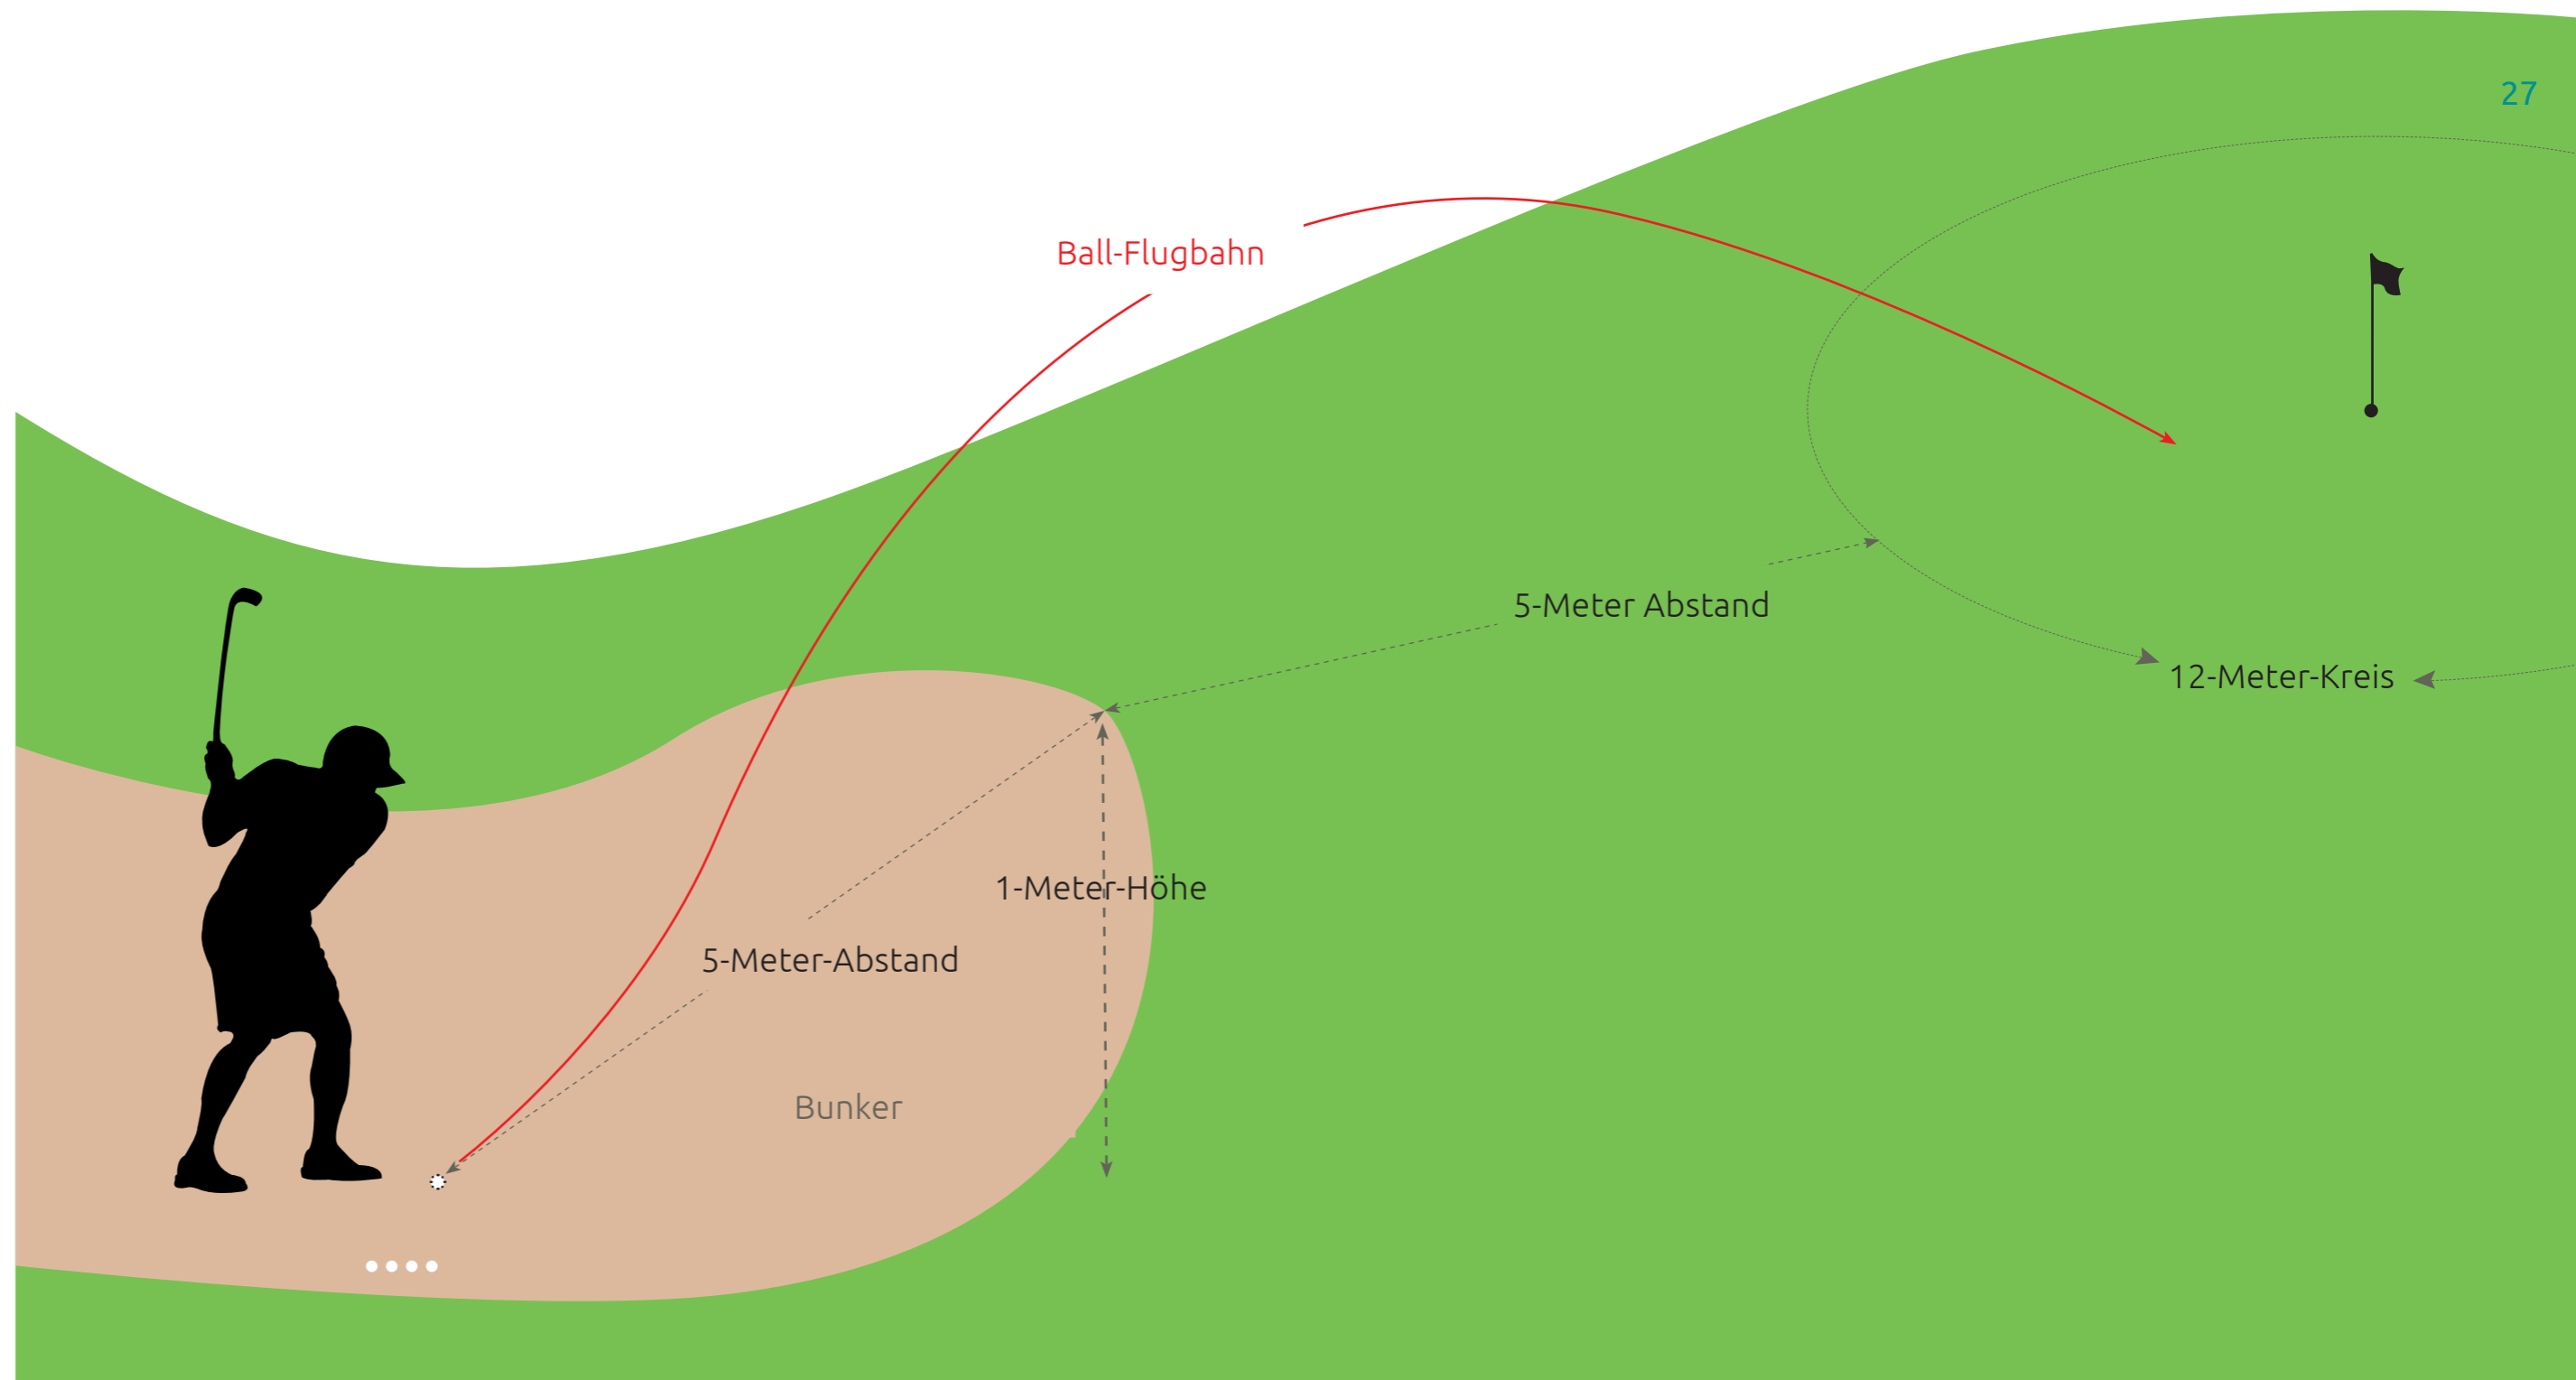 27
Ball-Flugbahn
5-Meter Abstand
12-Meter-Kreis
1-Meter-Höhe
5-Meter-Abstand
Bunker